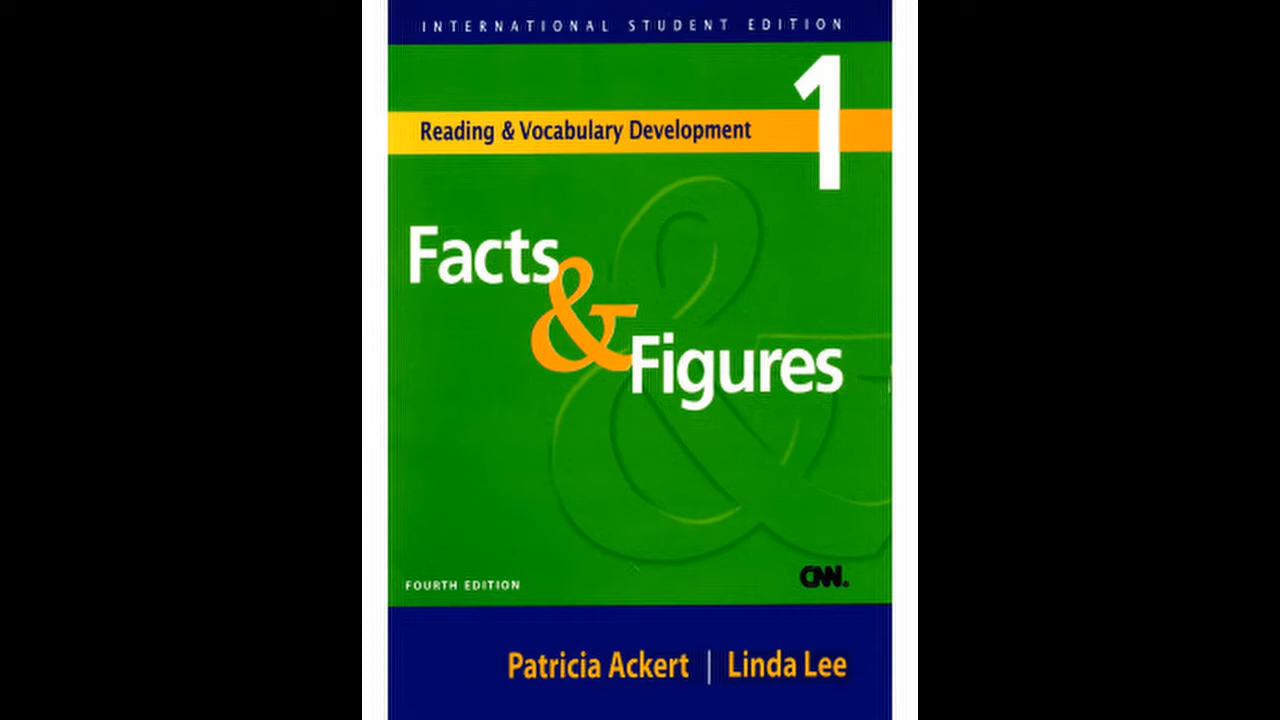 INTERNATIONAL STUDENT EDITION
1
Reading & Vocabulary Development
Facts
&
Figures
FOURTH EDITION
CNN®
Patricia Ackert | Linda Lee